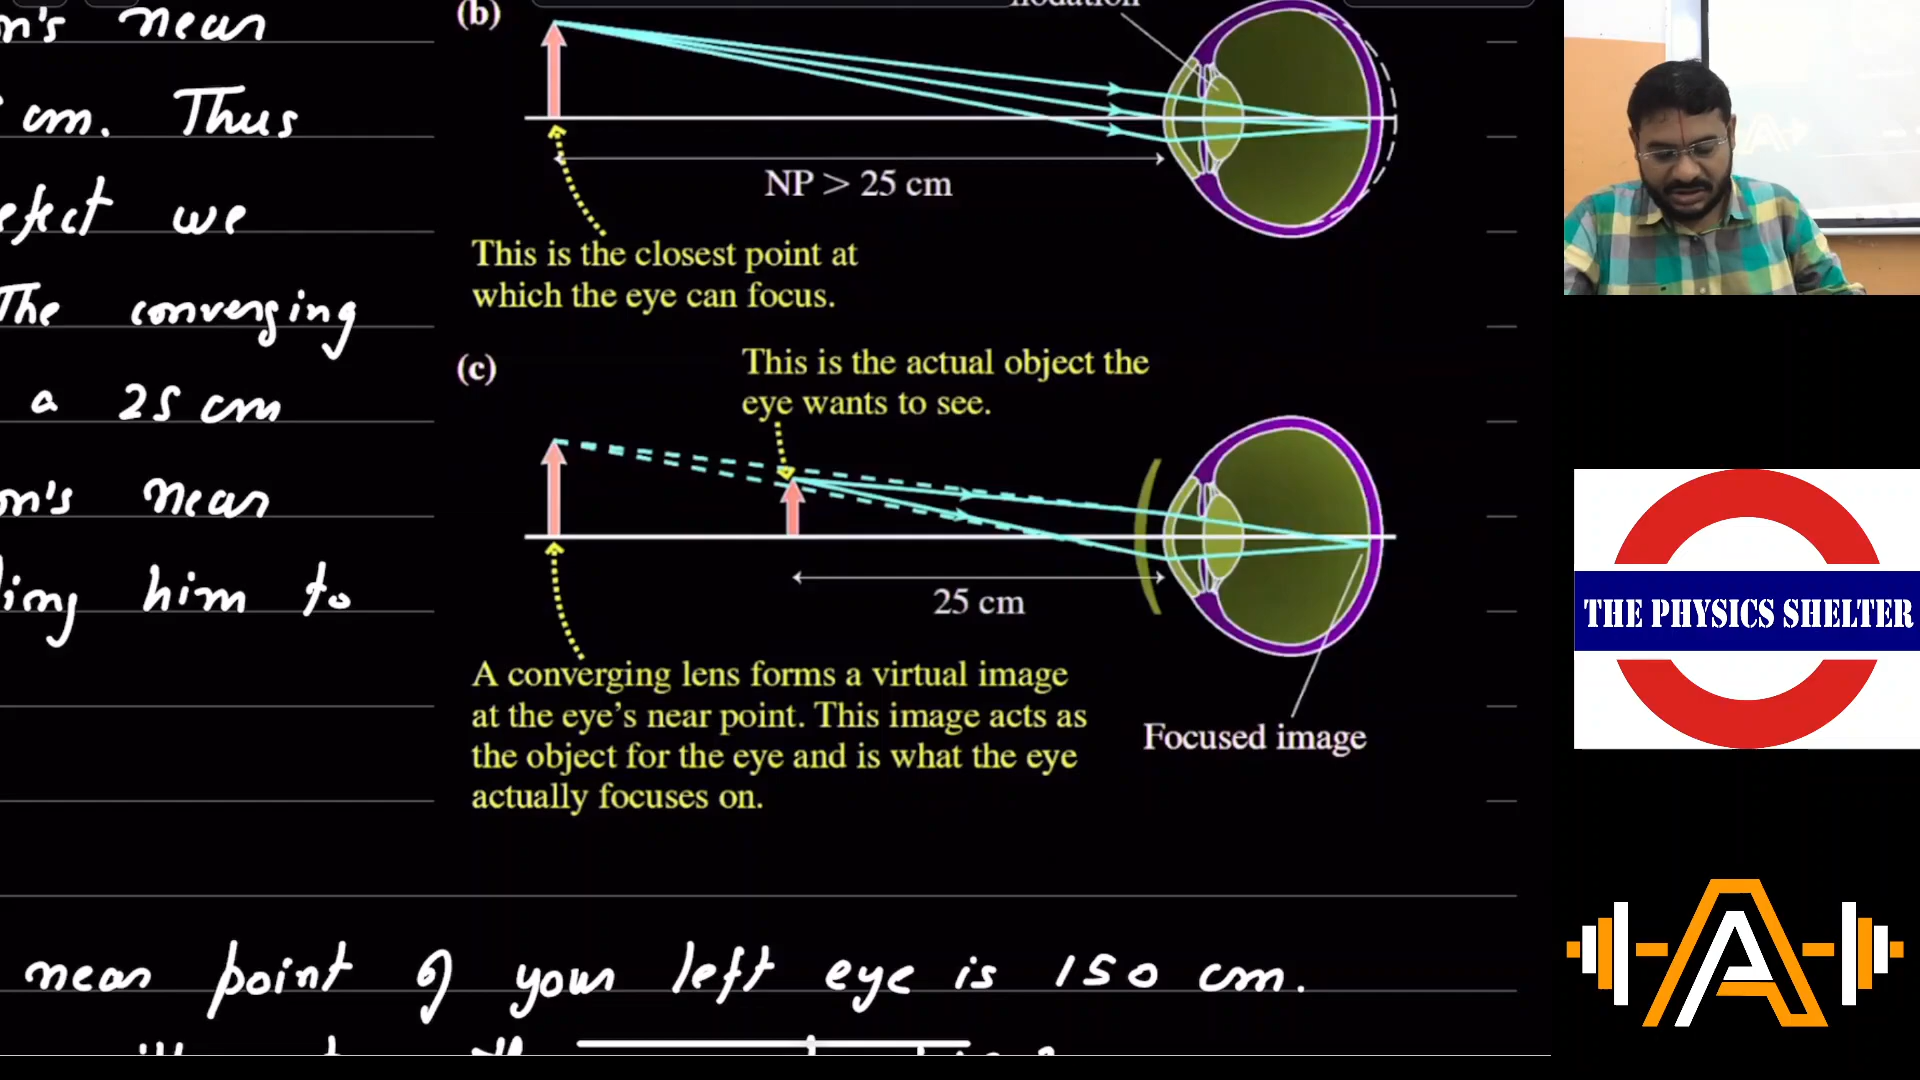 n's near
cm. Thus
efect we
The converging
a 25 cm
on's near
ling him to
(b)
NP > 25 cm
This is the closest point at
which the eye can focus.
(c)
This is the actual object the
eye wants to see.
25 cm
A converging lens forms a virtual image
at the eye’s near point. This image acts as
the object for the eye and is what the eye
actually focuses on.
Focused image
near point of your left eye is 150 cm.
THE PHYSICS SHELTER
A